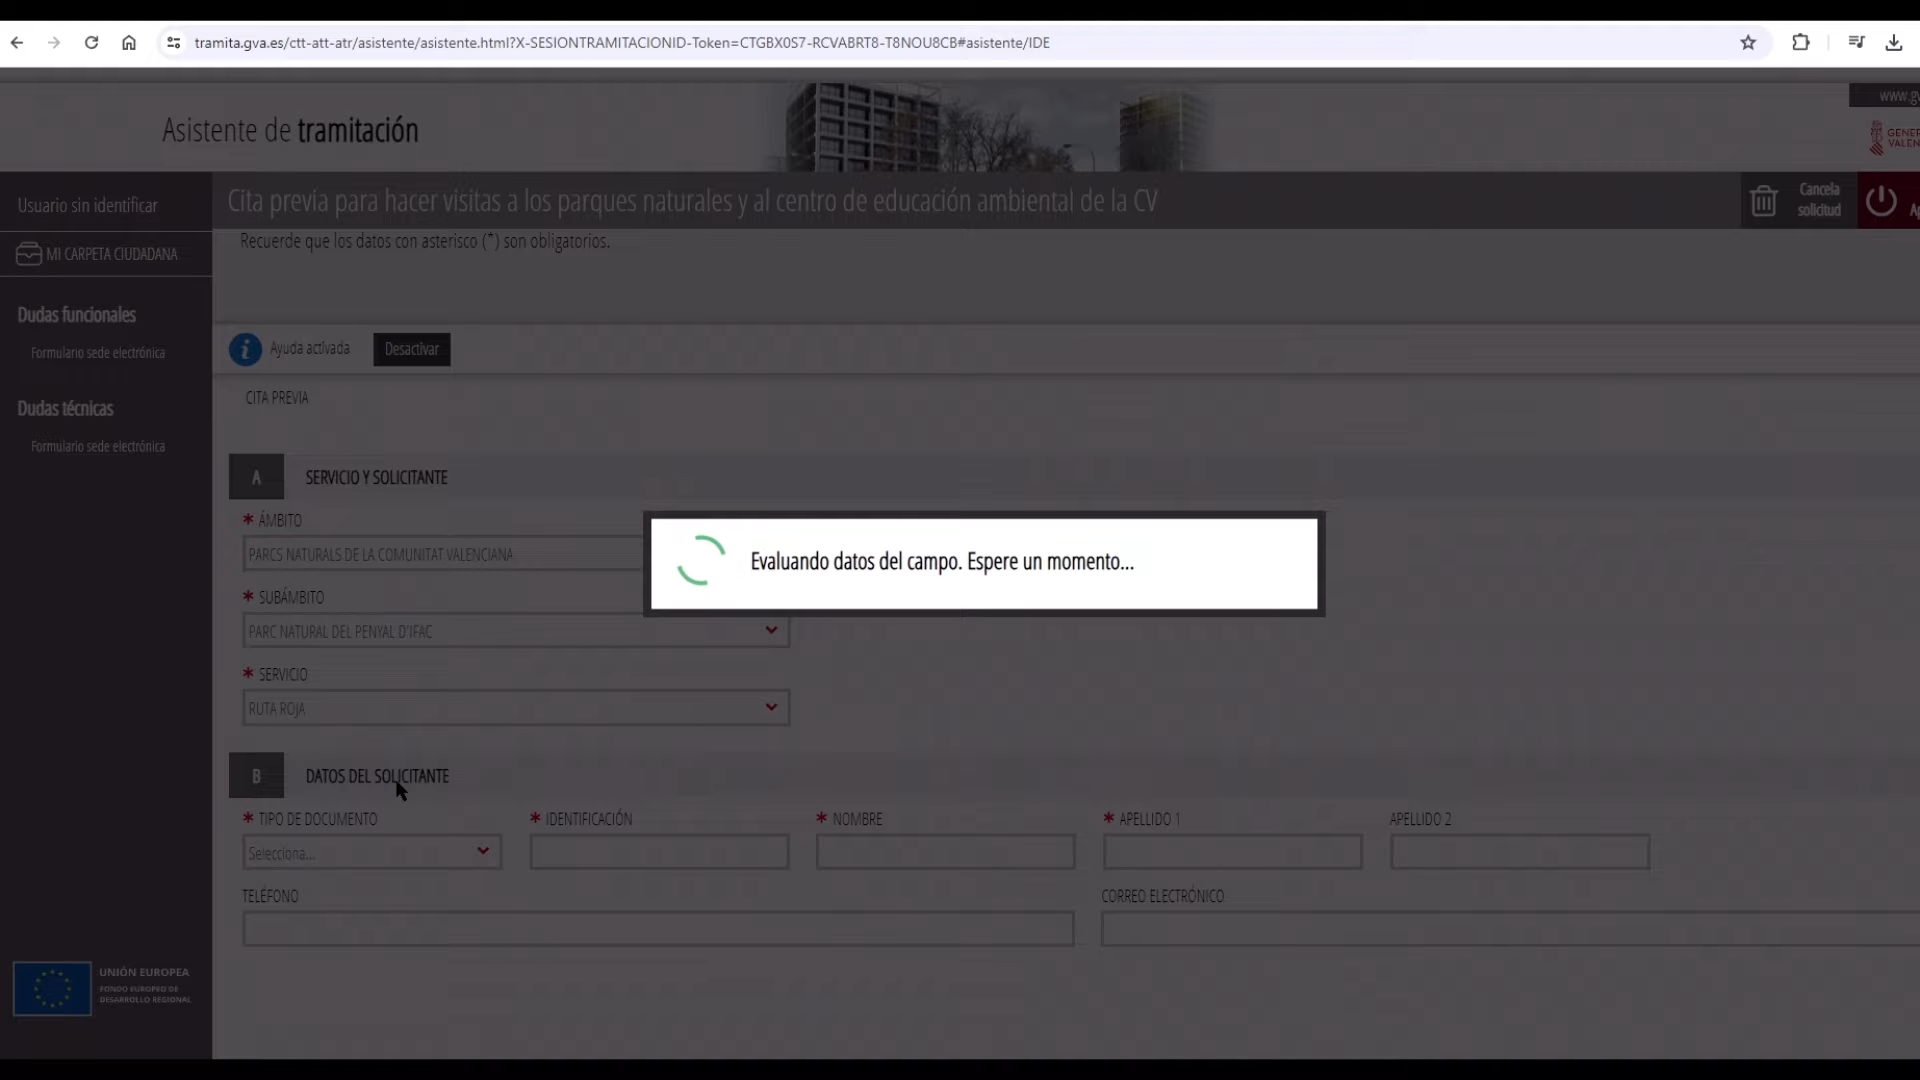 tramita.gva.es/ctt-att-atr/asistente/asistente.html?X-SESIONTRAMITACIONID-Token=CTGBX0S7-RCVABRT8-T8NOU8CB#asistente/IDE
Asistente de tramitación
www.gv
GENER
VALEN
Usuario sin identificar
Cita previa para hacer visitas a los parques naturales y al centro de educación ambiental de la CV
Cancela
solicitud
Ap
MI CARPETA CIUDADANA
Recuerde que los datos con asterisco (*) son obligatorios.
Dudas funcionales
Formulario sede electrónica
Dudas técnicas
Formulario sede electrónica
i Ayuda activada
Desactivar
CITA PREVIA
A SERVICIO Y SOLICITANTE
* ÁMBITO
PARCS NATURALS DE LA COMUNITAT VALENCIANA
Evaluando datos del campo. Espere un momento...
* SUBÁMBITO
PARC NATURAL DEL PENYAL D'IFAC
* SERVICIO
RUTA ROJA
B DATOS DEL SOLICITANTE
* TIPO DE DOCUMENTO
* IDENTIFICACIÓN
* NOMBRE
* APELLIDO 1
APELLIDO 2
Selecciona...
TELÉFONO
CORREO ELECTRÓNICO
UNIÓN EUROPEA
FONDO EUROPEO DE
DESARROLLO REGIONAL